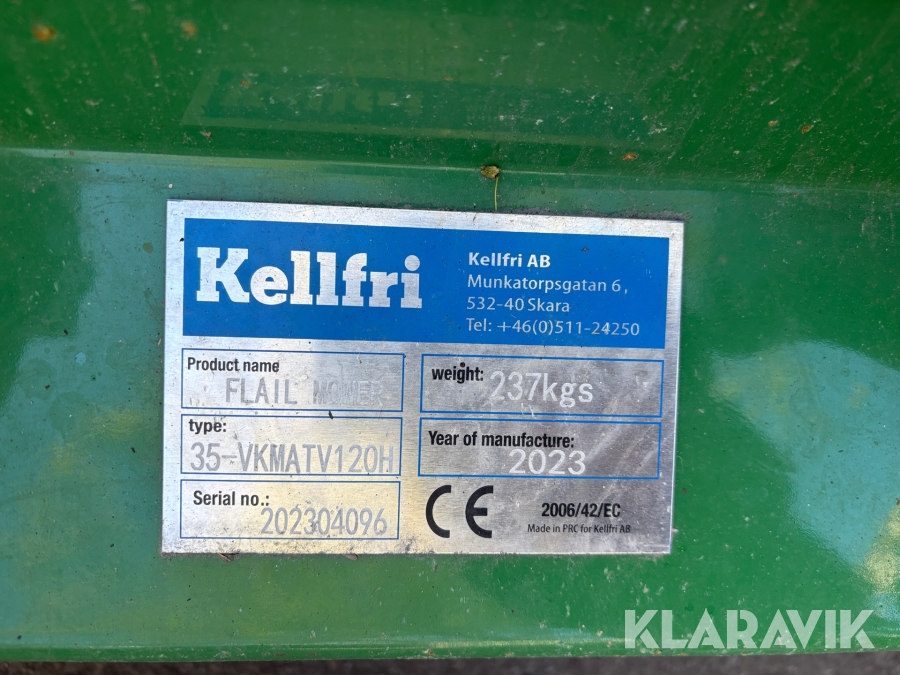 Kellfri
Kellfri AB
Munkatorpsgatan 6,
532-40 Skara
Tel: +46(0)511-24250
Product name
FLAIL MOWER
weight:
237kgs
type:
35-VKMATV120H
Year of manufacture:
2023
Serial no.:
202304096
CE
2006/42/EC
Made in PRC for Kellfri AB
KLARAVIK